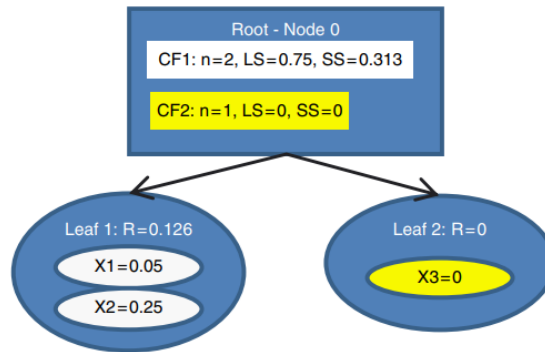 Root - Node 0
CF1: n=2, LS=0.75, SS=0.313
CF2: n=1, LS=0, SS=0
Leaf 1: R=0.126
X1=0.05
X2=0.25
Leaf 2: R=0
X3=0